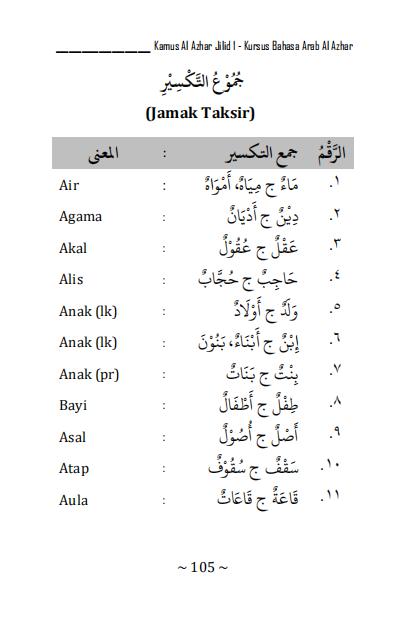 Kamus Al Azhar Jilid I - Kursus Bahasa Arab Al Azhar
جُمُوْعُ التَّكْسِيْرِ
(Jamak Taksir)
الرَّقْمُ جمع التكسير : المعنى
١. مَاءٌ ج مِيَاهٌ، أَمْوَاهٌ : Air
٢. دِيْنٌ ج أَدْيَانٌ : Agama
٣. عَقْلٌ ج عُقُوْلٌ : Akal
٤. حَاجِبٌ ج حُجَّابٌ : Alis
٥. وَلَدٌ ج أَوْلَادٌ : Anak (lk)
٦. إِبْنٌ ج أَبْنَاءٌ، بَنُوْنَ : Anak (lk)
٧. بِنْتٌ ج بَنَاتٌ : Anak (pr)
٨. طِفْلٌ ج أَطْفَالٌ : Bayi
٩. أَصْلٌ ج أُصُوْلٌ : Asal
١٠. سَقْفٌ ج سُقُوْفٌ : Atap
١١. قَاعَةٌ ج قَاعَاتٌ : Aula
~ 105 ~